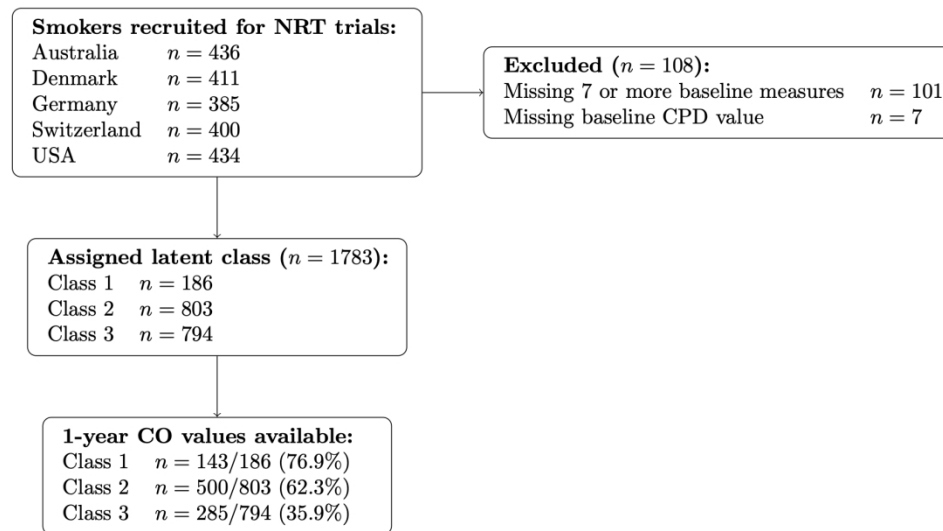 Smokers recruited for NRT trials:
Australia n = 436
Denmark n = 411
Germany n = 385
Switzerland n = 400
USA n = 434
Excluded (n = 108):
Missing 7 or more baseline measures n = 101
Missing baseline CPD value n = 7
Assigned latent class (n = 1783):
Class 1 n = 186
Class 2 n = 803
Class 3 n = 794
1-year CO values available:
Class 1 n = 143/186 (76.9%)
Class 2 n = 500/803 (62.3%)
Class 3 n = 285/794 (35.9%)